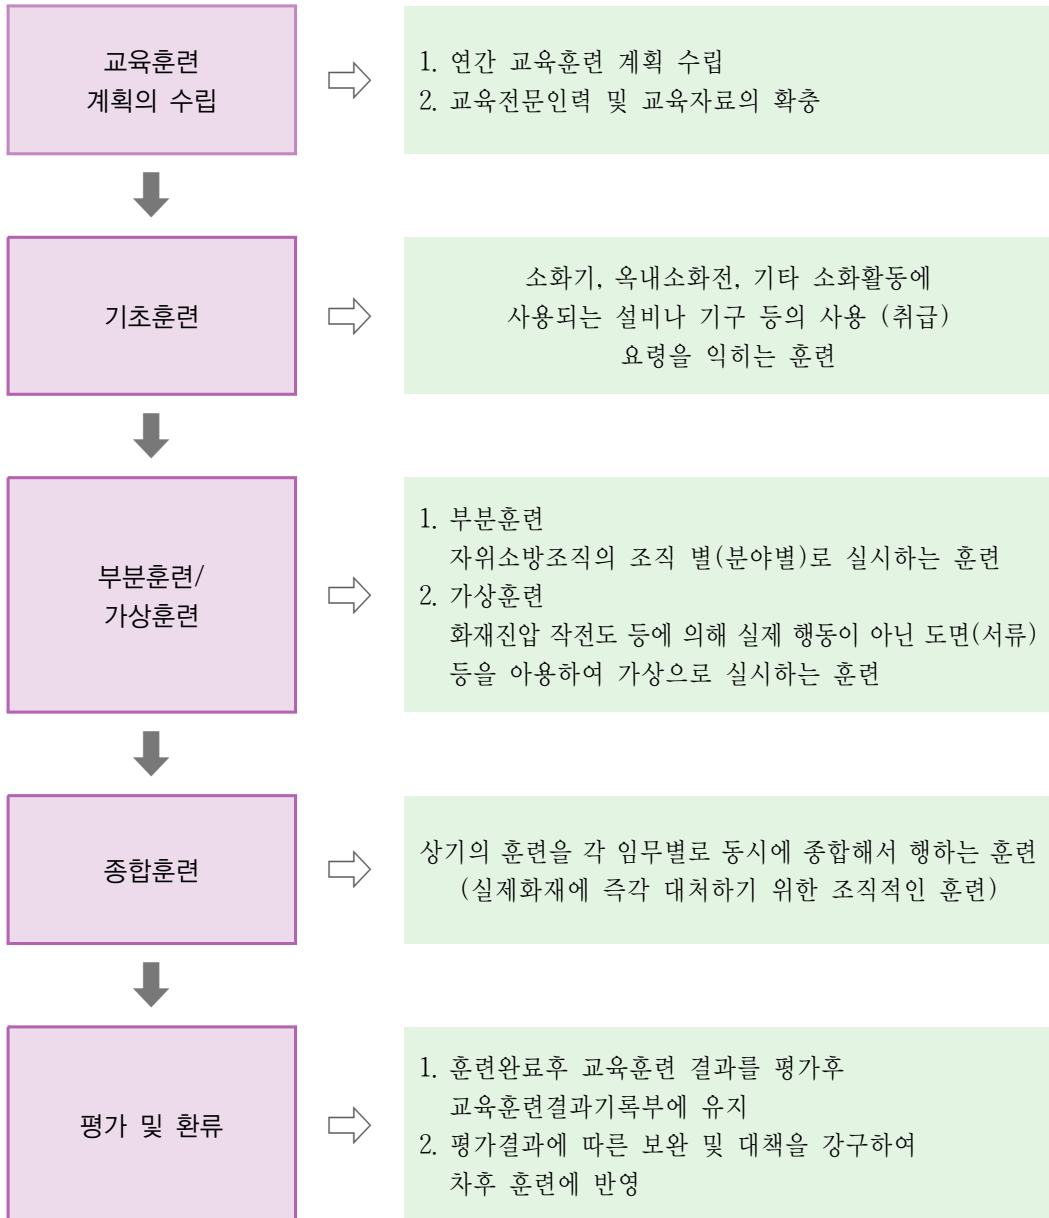 교육훈련
계획의 수립
1. 연간 교육훈련 계획 수립
2. 교육전문인력 및 교육자료의 확충
기초훈련
소화기, 옥내소화전, 기타 소화활동에
사용되는 설비나 기구 등의 사용 (취급)
요령을 익히는 훈련
부분훈련/
가상훈련
1. 부분훈련
자위소방조직의 조직 별(분야별)로 실시하는 훈련
2. 가상훈련
화재진압 작전도 등에 의해 실제 행동이 아닌 도면(서류)
등을 아용하여 가상으로 실시하는 훈련
종합훈련
상기의 훈련을 각 임무별로 동시에 종합해서 행하는 훈련
(실제화재에 즉각 대처하기 위한 조직적인 훈련)
평가 및 환류
1. 훈련완료후 교육훈련 결과를 평가후
교육훈련결과기록부에 유지
2. 평가결과에 따른 보완 및 대책을 강구하여
차후 훈련에 반영